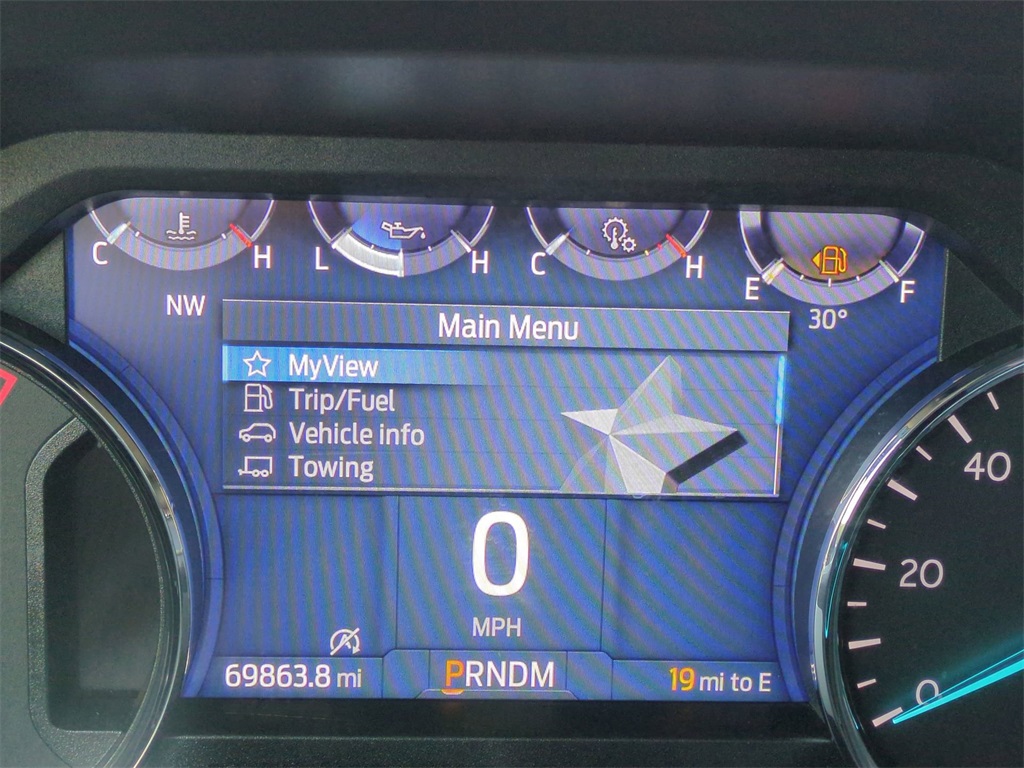 C H L H C H E F
NW 30°
Main Menu
MyView
Trip/Fuel
Vehicle info
Towing
0
MPH
69863.8 mi PRNDM 19 mi to E
40
20
0